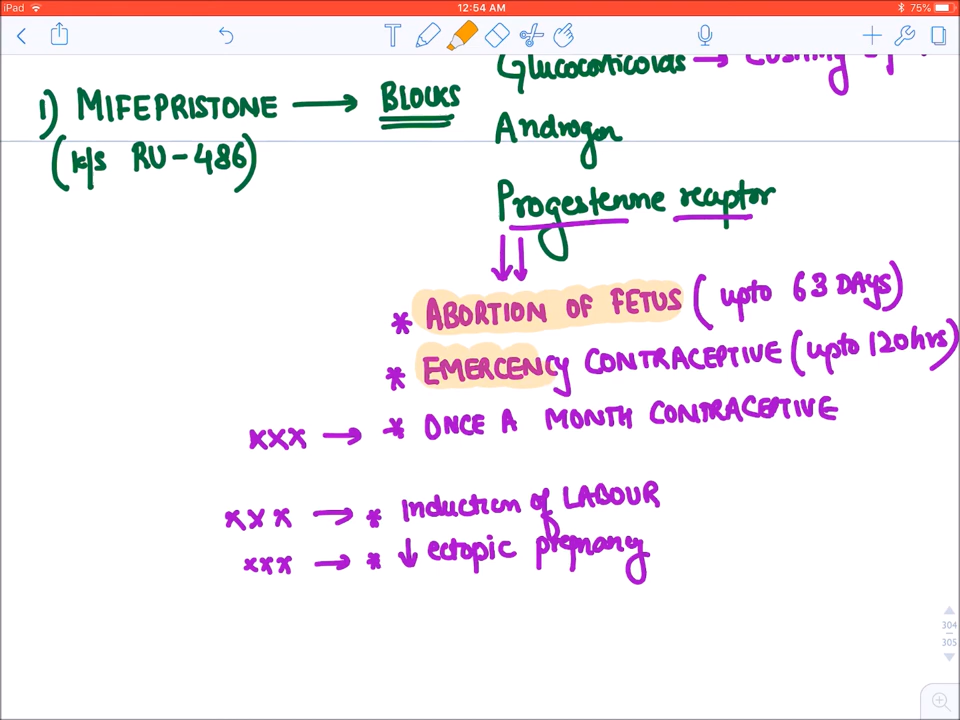 iPad 12:54 AM 75%
T
Glucocorticoids →
1) MIFEPRISTONE → BLOCKS
Androgen
(k/s RU-486)
Progesterone receptor
* ABORTION OF FETUS (upto 63 DAYS)
* EMERGENCY CONTRACEPTIVE (upto 120hrs)
xxx → * ONCE A MONTH CONTRACEPTIVE
xxx → * Induction of LABOUR
xxx → * ↓ ectopic pregnancy
304
305